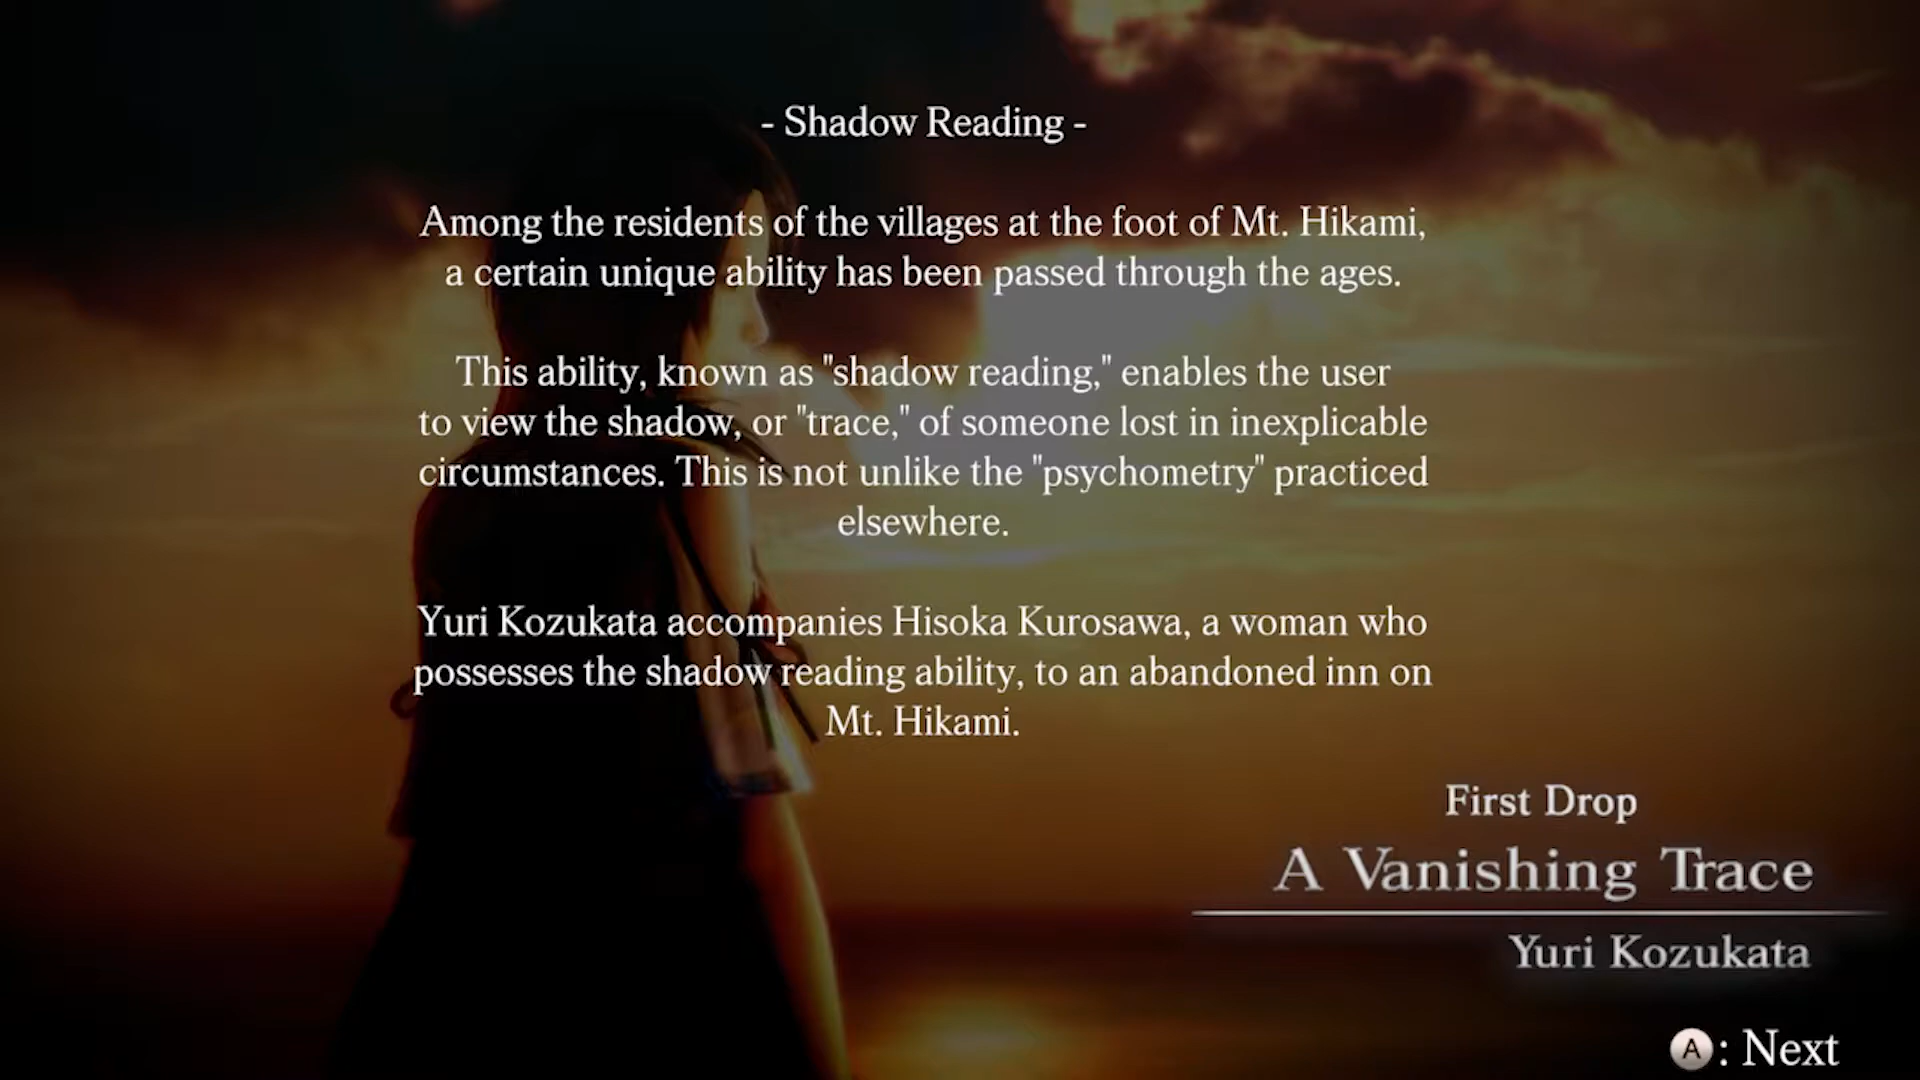 - Shadow Reading -
Among the residents of the villages at the foot of Mt. Hikami,
a certain unique ability has been passed through the ages.
This ability, known as "shadow reading," enables the user
to view the shadow, or "trace," of someone lost in inexplicable
circumstances. This is not unlike the "psychometry" practiced
elsewhere.
Yuri Kozukata accompanies Hisoka Kurosawa, a woman who
possesses the shadow reading ability, to an abandoned inn on
Mt. Hikami.
First Drop
A Vanishing Trace
Yuri Kozukata
A: Next